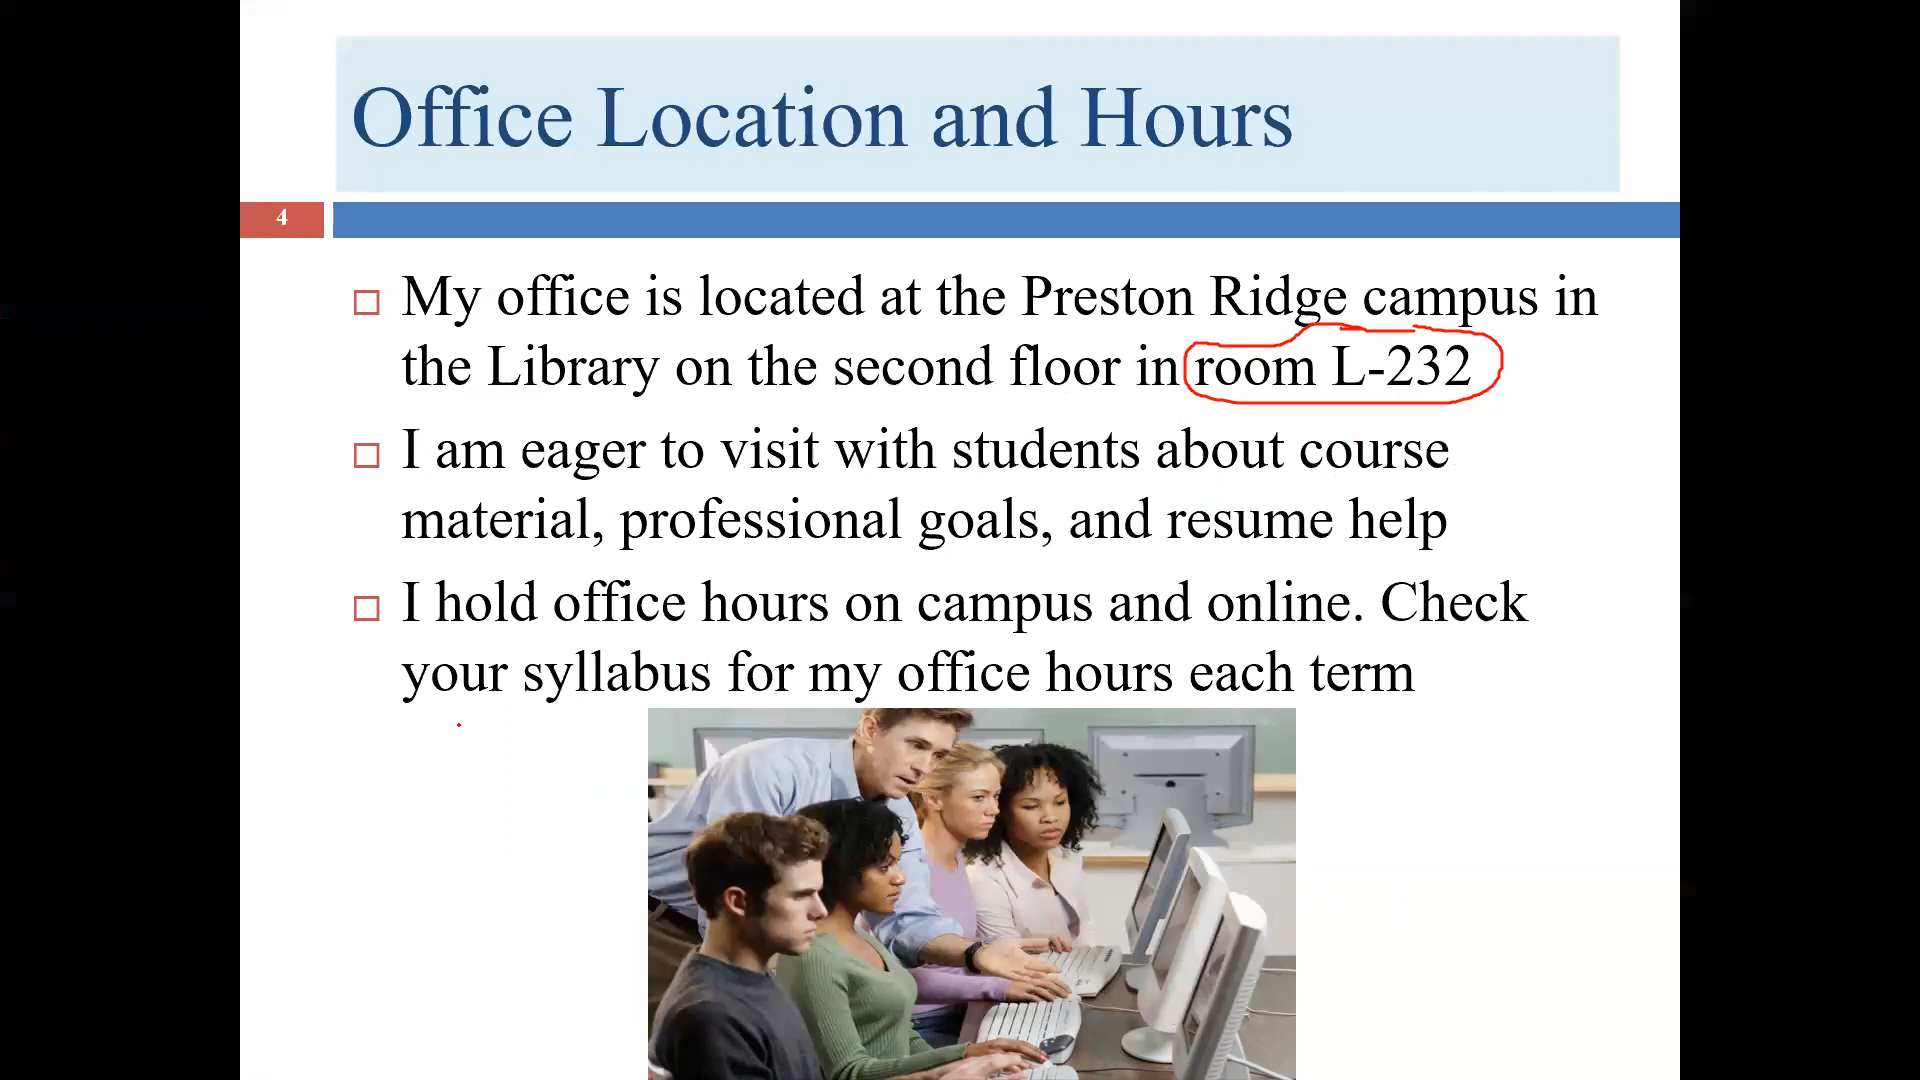 Office Location and Hours
4
My office is located at the Preston Ridge campus in
the Library on the second floor in room L-232
I am eager to visit with students about course
material, professional goals, and resume help
I hold office hours on campus and online. Check
your syllabus for my office hours each term